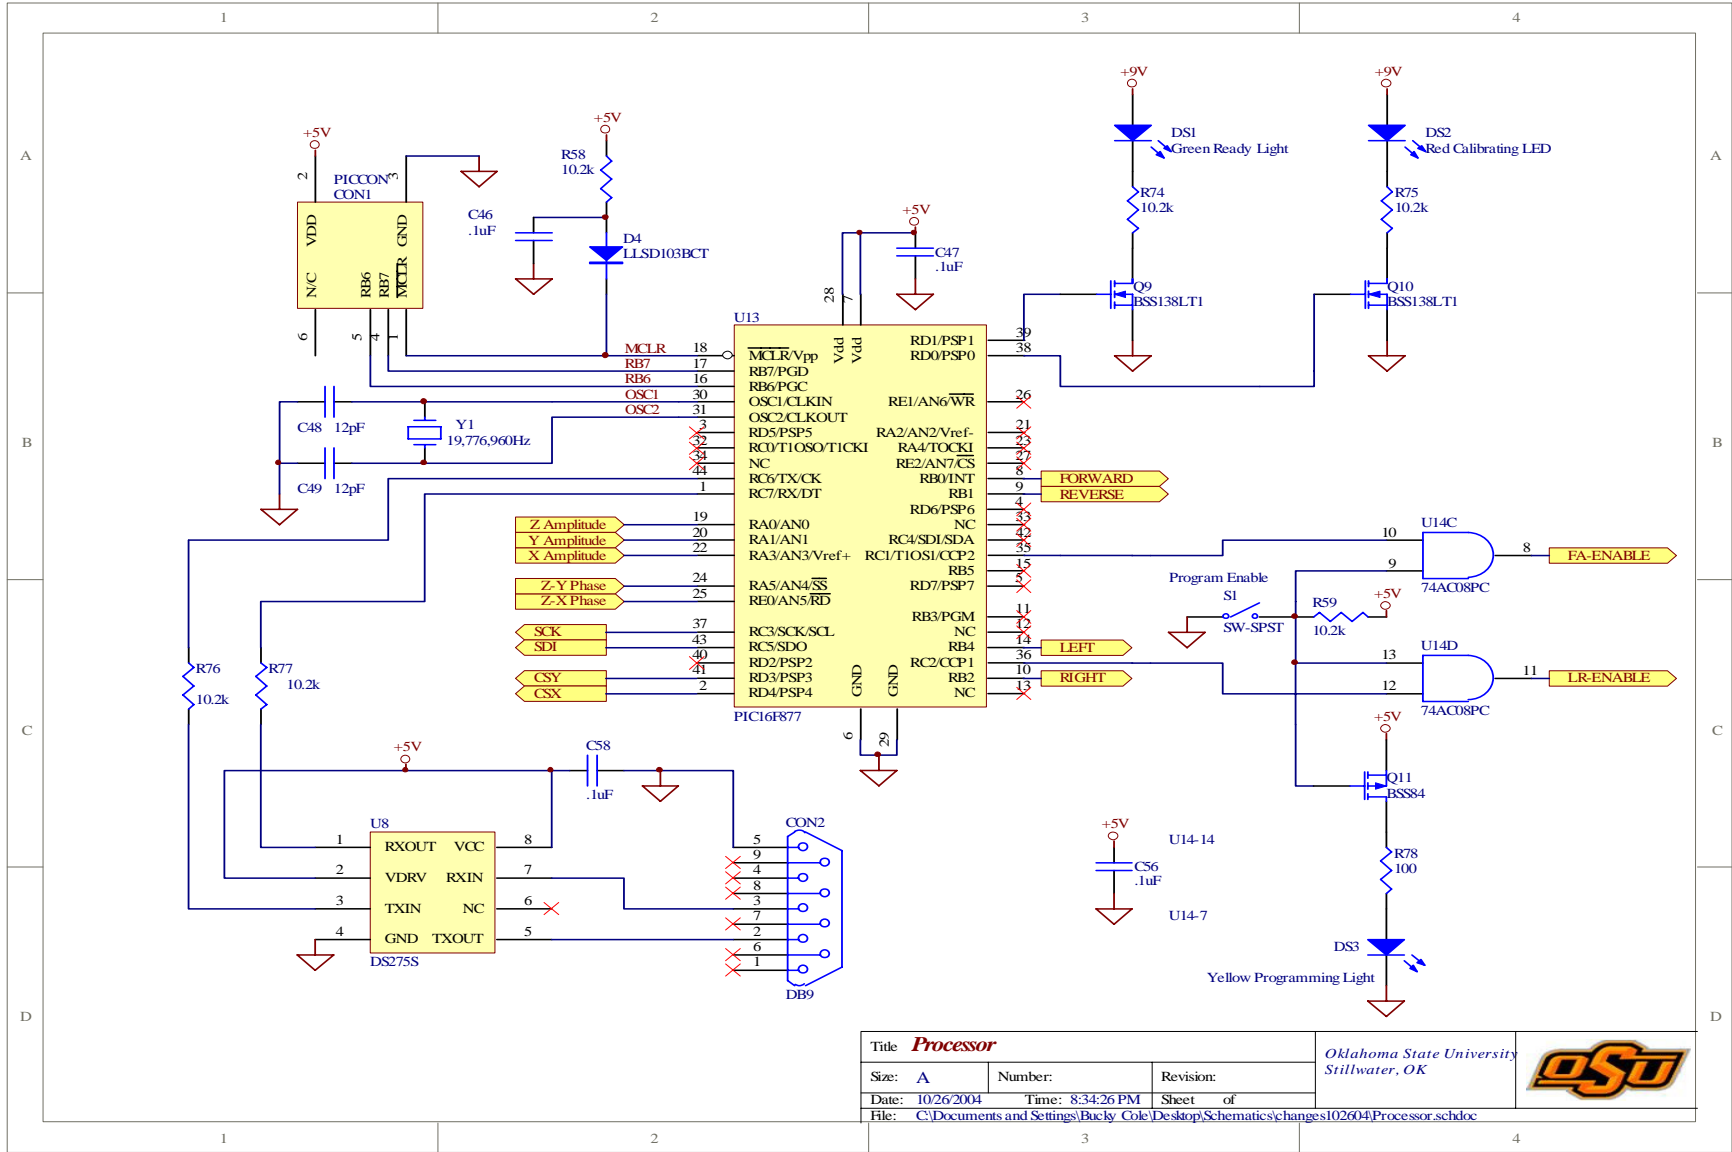 1 2 3 4
A
B
C
D
A
B
C
D
1 2 3 4
+5V
2
3
PICCON
CON1
VDD
GND
N/C
RB6
RB7
MCLR
6
5
4
1
+5V
R58
10.2k
C46
.1uF
D4
LLSD103BCT
+5V
C47
.1uF
28
7
U13
Vdd
Vdd
MCLR 18 MCLR/Vpp
RB7 17 RB7/PGD
RB6 16 RB6/PGC
OSC1 30 OSC1/CLKIN
OSC2 31 OSC2/CLKOUT
3 RD5/PSP5
32 RC0/T1OSO/T1CKI
34 NC
44 RC6/TX/CK
1 RC7/RX/DT
Z Amplitude 19 RA0/AN0
Y Amplitude 20 RA1/AN1
X Amplitude 22 RA3/AN3/Vref+
Z-Y Phase 24 RA5/AN4/SS
Z-X Phase 25 RE0/AN5/RD
SCK 37 RC3/SCK/SCL
SDI 43 RC5/SDO
40 RD2/PSP2
CSY 41 RD3/PSP3
CSX 2 RD4/PSP4
PIC16F877
GND
GND
6
29
RD1/PSP1 39
RD0/PSP0 38
RE1/AN6/WR 26
RA2/AN2/Vref- 21
RA4/TOCKI 23
RE2/AN7/CS 27
RB0/INT 8 FORWARD
RB1 9 REVERSE
RD6/PSP6 4
NC 33
RC4/SDI/SDA 42
RC1/T1OS1/CCP2 35
RB5 15
RD7/PSP7 5
RB3/PGM 11
NC 12
RB4 14 LEFT
RC2/CCP1 36
RB2 10 RIGHT
NC 13
C48 12pF
C49 12pF
Y1
19,776,960Hz
+9V
DS1
Green Ready Light
R74
10.2k
Q9
BSS138LT1
+9V
DS2
Red Calibrating LED
R75
10.2k
Q10
BSS138LT1
U14C
10
9
8
FA-ENABLE
74AC08PC
Program Enable
S1
SW-SPST
R59
10.2k
+5V
U14D
13
12
11
LR-ENABLE
74AC08PC
+5V
Q11
BSS84
R78
100
DS3
Yellow Programming Light
R76
10.2k
R77
10.2k
+5V
C58
.1uF
U8
1 RXOUT VCC 8
2 VDRV RXIN 7
3 TXIN NC 6
4 GND TXOUT 5
DS275S
CON2
5
9
4
8
3
7
2
6
1
DB9
+5V
U14-14
C56
.1uF
U14-7
Title Processor
Size: A Number: Revision:
Date: 10/26/2004 Time: 8:34:26 PM Sheet of
File: C:\Documents and Settings\Bucky Cole\Desktop\Schematics\changes102604\Processor.schdoc
Oklahoma State University
Stillwater, OK
OSU